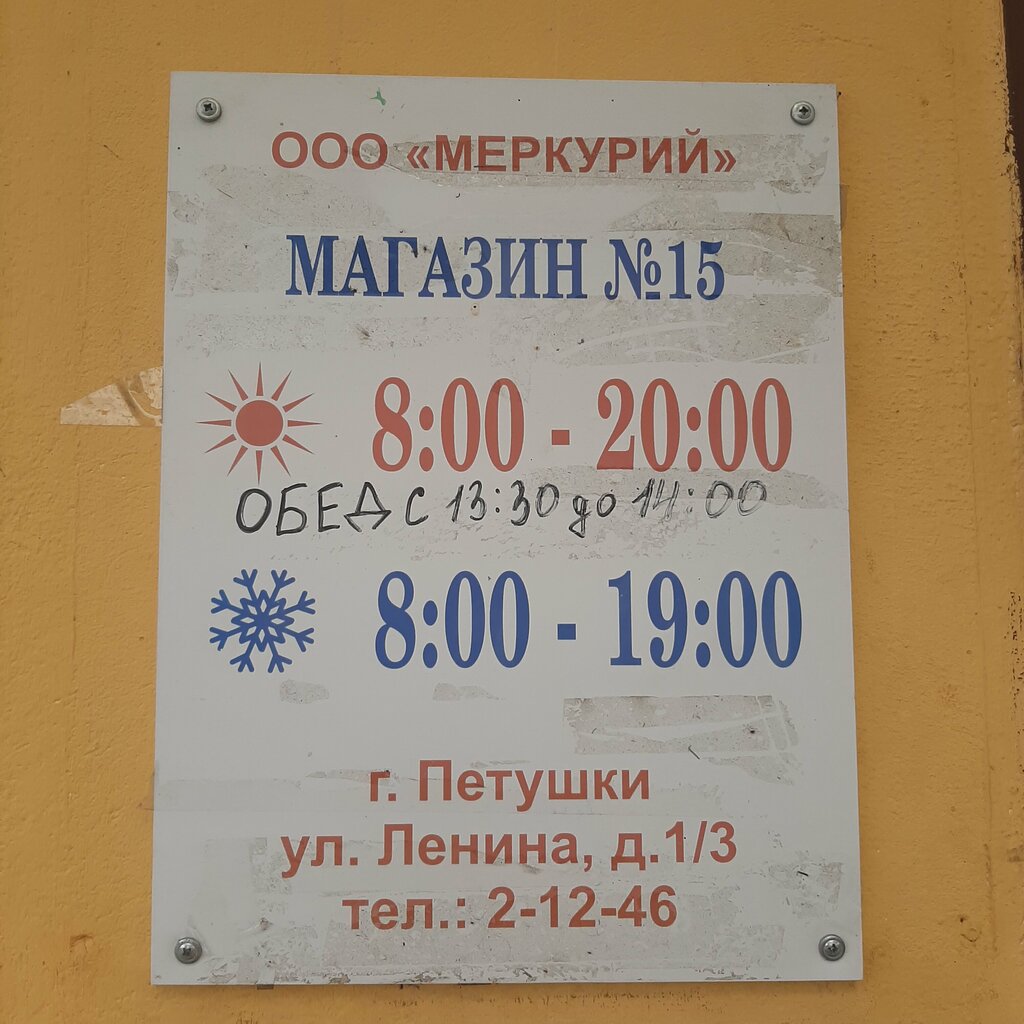 ООО «МЕРКУРИЙ»
МАГАЗИН №15
8:00 - 20:00
ОБЕД С 13:30 до 14:00
8:00 - 19:00
г. Петушки
ул. Ленина, д.1/3
тел.: 2-12-46